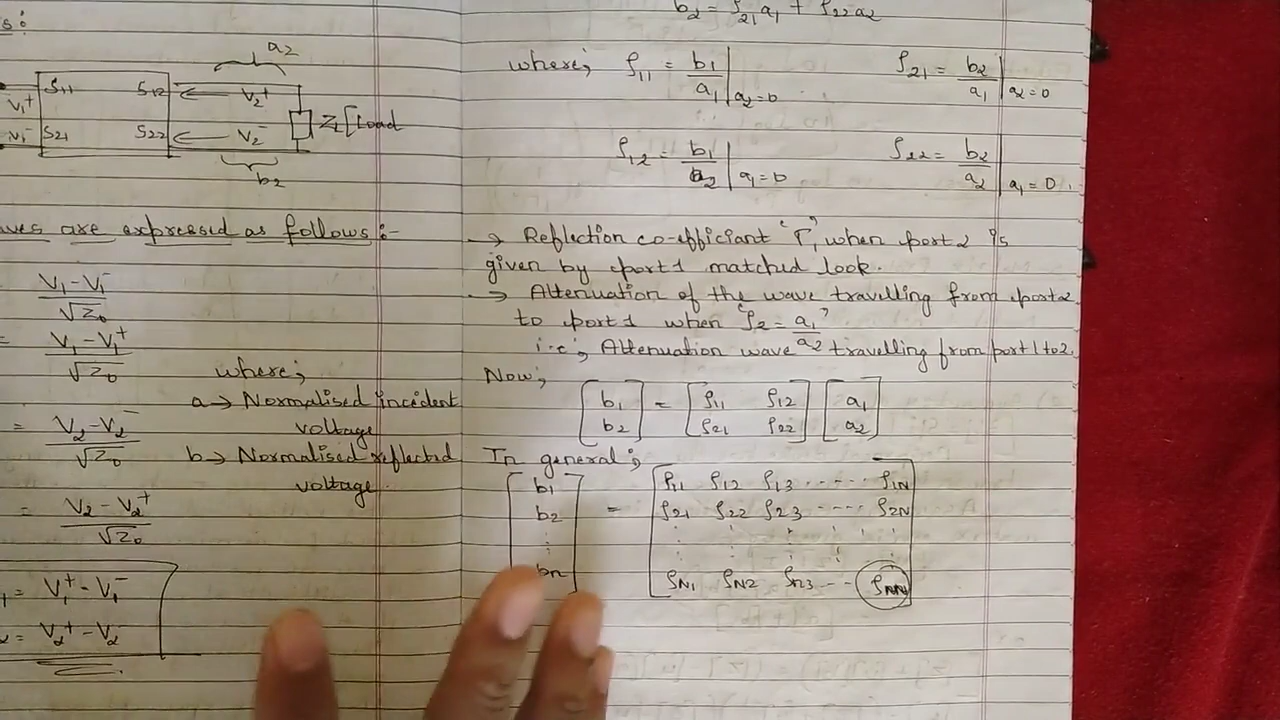 s:
a2
S11 S12
V1+ V2+
ZL [Load
V1- S21 S22 V2-
b2
ves are expressed as follows :-
V1 - V1-
√Z0
= V1 - V1+
√Z0
where;
a → Normalised incident
voltage
= V2 - V2-
√Z0
b → Normalised reflected
voltage.
= V2 - V2+
√Z0
= V1+ - V1-
= V2+ - V2-
b2 = S21 a1 + S22 a2
where; S11 = b1/a1 | a2=0 S21 = b2/a1 | a2=0
S12 = b1/a2 | a1=0 S22 = b2/a2 | a1=0.
→ Reflection co-efficiant "Γ", when port 2 is
given by port 1 matched look.
→ Attenuation of the wave travelling from port 2
to port 1 when "S2 = a1/a2"
i.e; Attenuation wave travelling from port 1 to 2.
Now;
[b1 b2] = [S11 S12 S21 S22] [a1 a2]
In general;
b1 S11 S12 S13 ...... S1N
b2 = S21 S22 S23 .... S2N
bn SN1 SN2 Sn3 -- SNN